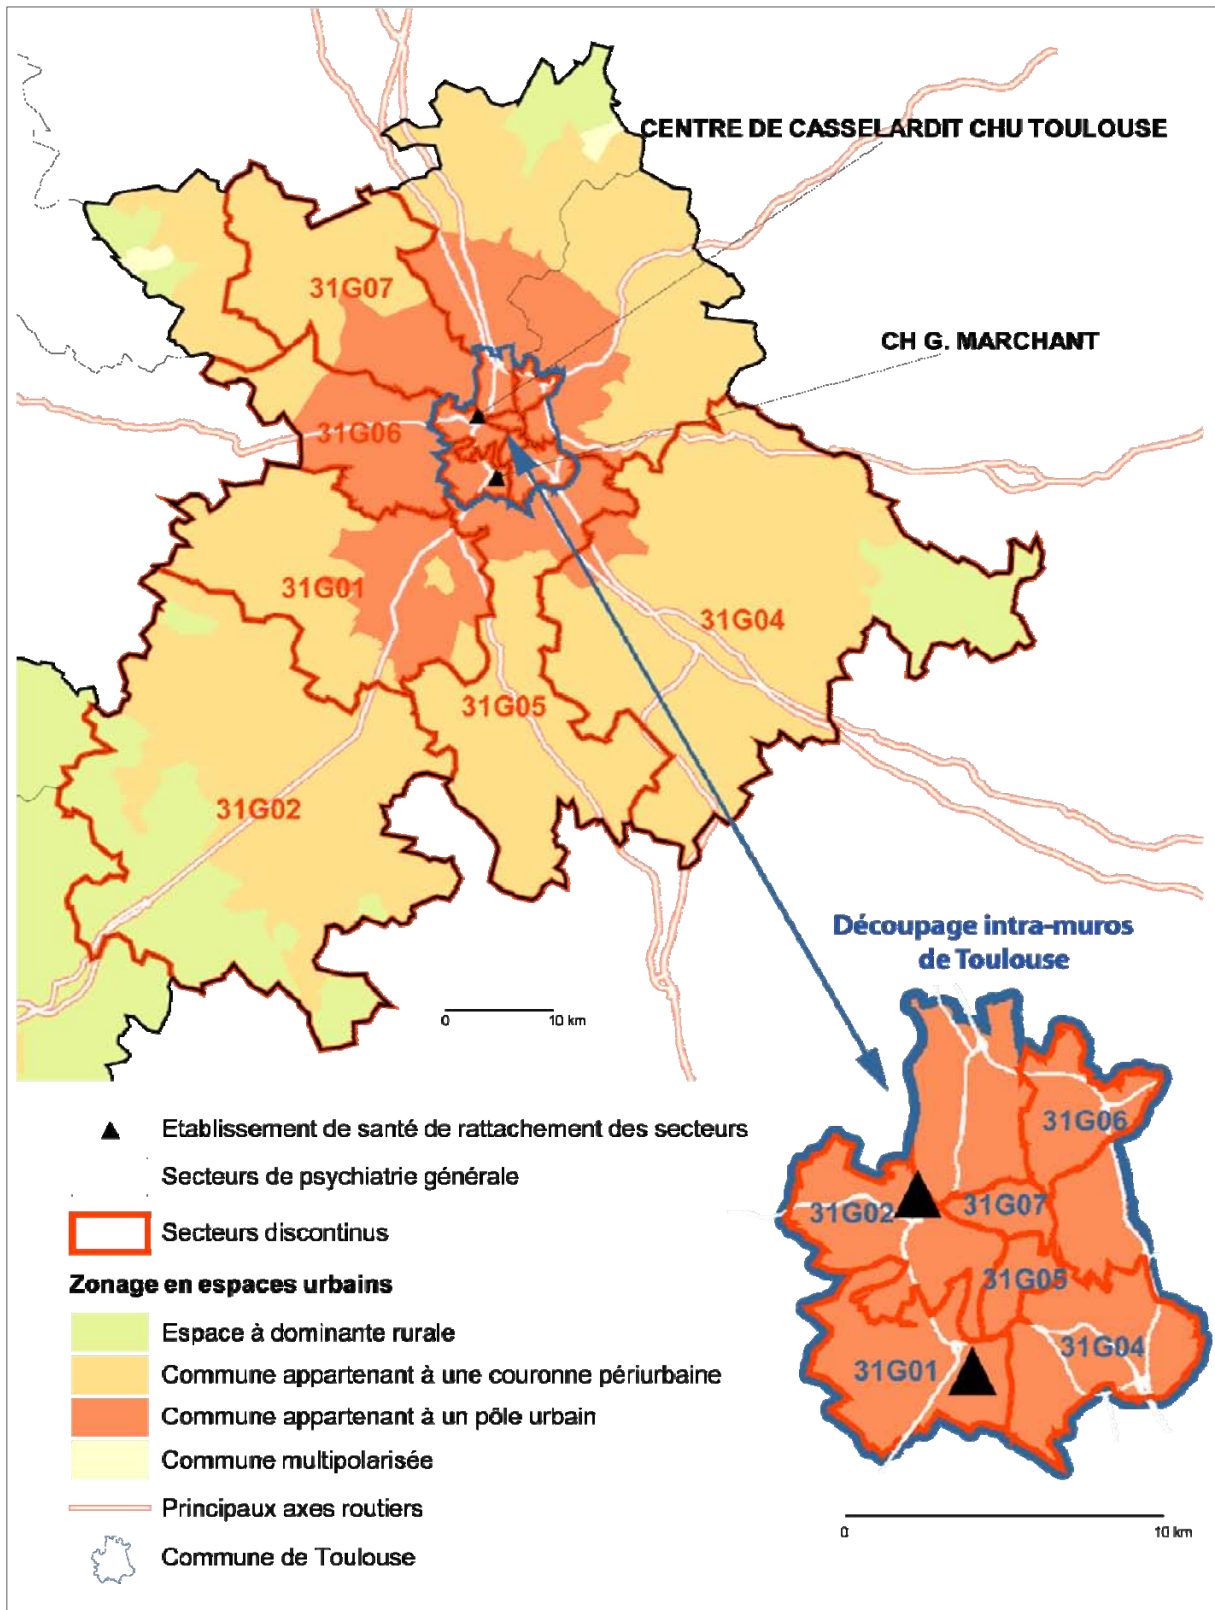 CENTRE DE CASSELARDIT CHU TOULOUSE
31G07
CH G. MARCHANT
31G06
31G01
31G04
31G05
31G02
0 10 km
Découpage intra-muros
de Toulouse
31G06
31G02
31G07
31G05
31G04
31G01
0 10 km
Etablissement de santé de rattachement des secteurs
Secteurs de psychiatrie générale
Secteurs discontinus
Zonage en espaces urbains
Espace à dominante rurale
Commune appartenant à une couronne périurbaine
Commune appartenant à un pôle urbain
Commune multipolarisée
Principaux axes routiers
Commune de Toulouse